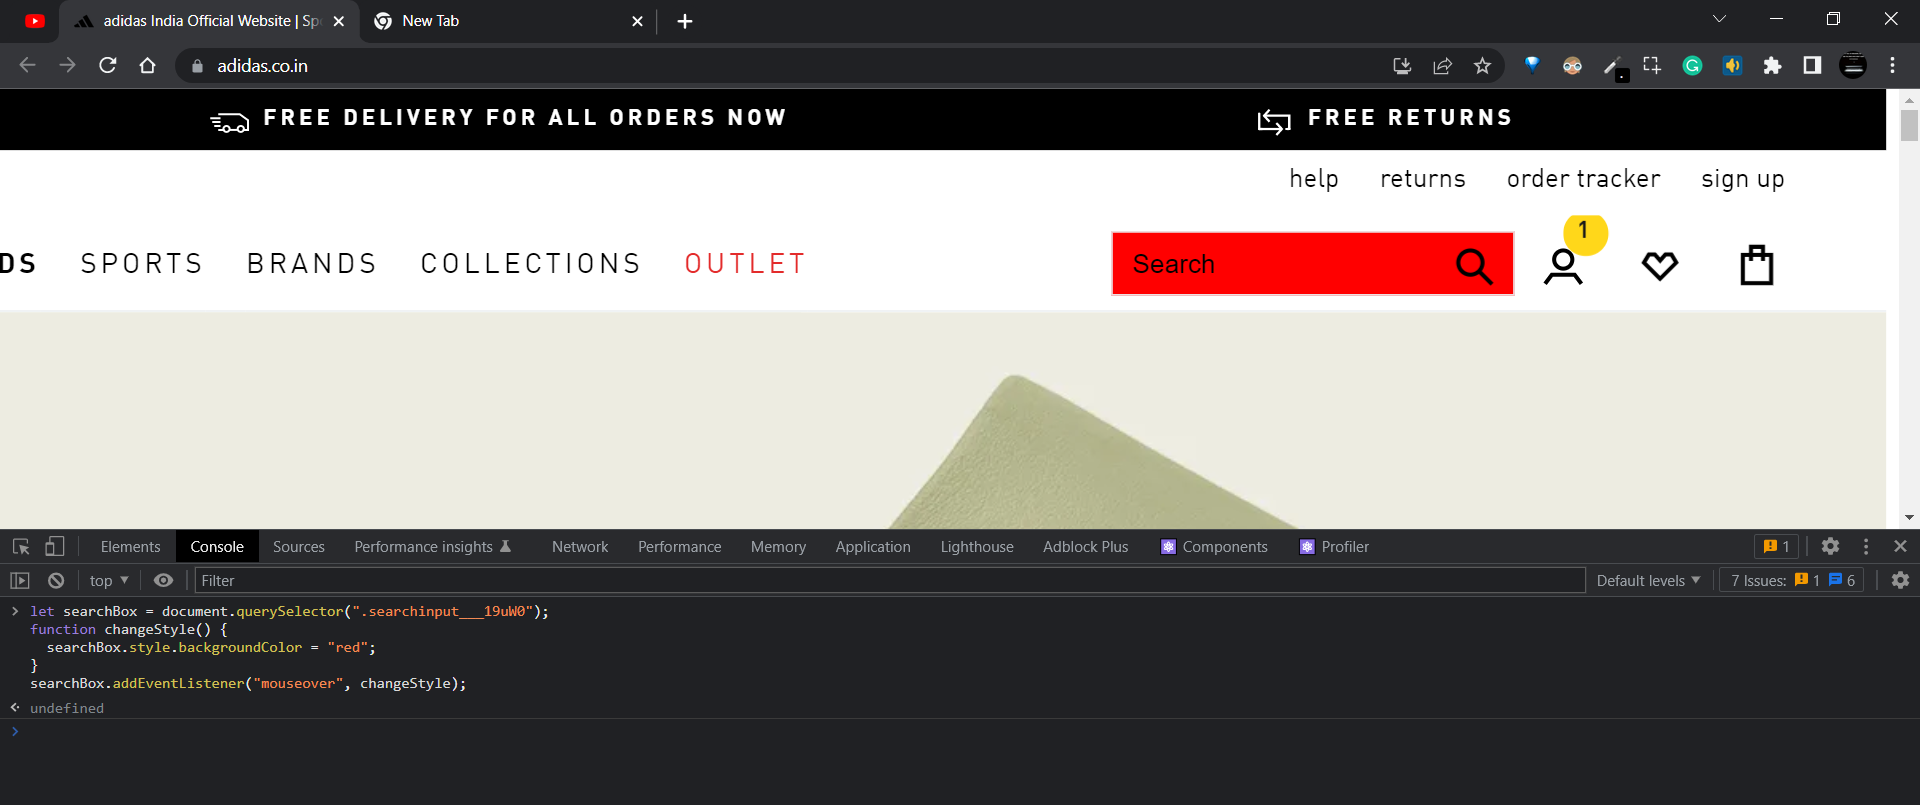 adidas India Official Website | Sp
New Tab
adidas.co.in
FREE DELIVERY FOR ALL ORDERS NOW
FREE RETURNS
help returns order tracker sign up
DS SPORTS BRANDS COLLECTIONS OUTLET
Search
1
Elements Console Sources Performance insights Network Performance Memory Application Lighthouse Adblock Plus Components Profiler 1
top Filter Default levels 7 Issues: 1 6
let searchBox = document.querySelector(".searchinput___19uW0");
function changeStyle() {
searchBox.style.backgroundColor = "red";
}
searchBox.addEventListener("mouseover", changeStyle);
undefined